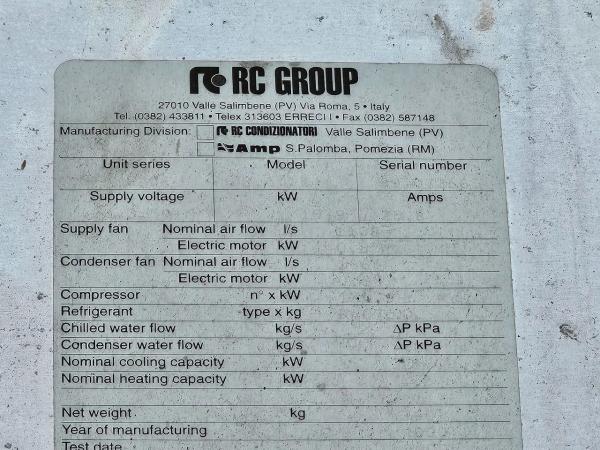 RC GROUP
27010 Valle Salimbene (PV) Via Roma, 5 • Italy
Tel. (0382) 433811 • Telex 313603 ERRECI I • Fax (0382) 587148
Manufacturing Division: RC CONDIZIONATORI Valle Salimbene (PV)
Amp S.Palomba, Pomezia (RM)
Unit series Model Serial number
Supply voltage kW Amps
Supply fan Nominal air flow l/s
Electric motor kW
Condenser fan Nominal air flow l/s
Electric motor kW
Compressor n° x kW
Refrigerant type x kg
Chilled water flow kg/s ΔP kPa
Condenser water flow kg/s ΔP kPa
Nominal cooling capacity kW
Nominal heating capacity kW
Net weight kg
Year of manufacturing
Test date